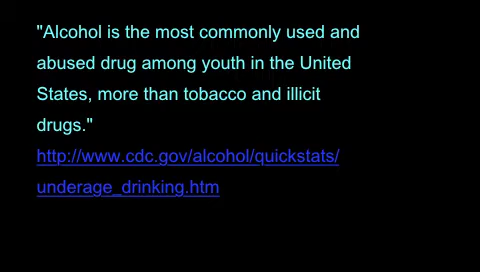 "Alcohol is the most commonly used and
abused drug among youth in the United
States, more than tobacco and illicit
drugs."
http://www.cdc.gov/alcohol/quickstats/
underage_drinking.htm